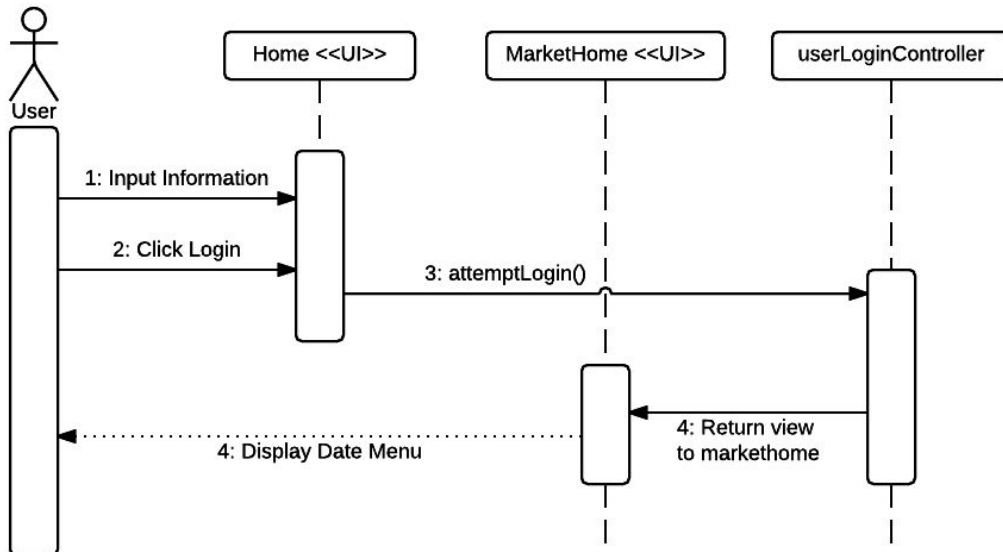 Home <<UI>>
MarketHome <<UI>>
userLoginController
User
1: Input Information
2: Click Login
3: attemptLogin()
4: Return view
to markethome
4: Display Date Menu